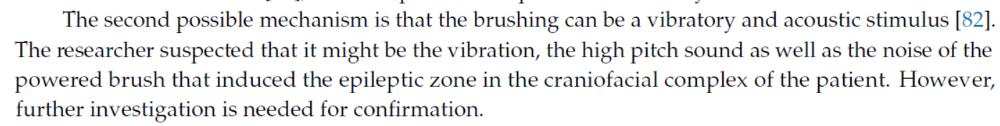 The second possible mechanism is that the brushing can be a vibratory and acoustic stimulus [82].
The researcher suspected that it might be the vibration, the high pitch sound as well as the noise of the
powered brush that induced the epileptic zone in the craniofacial complex of the patient. However,
further investigation is needed for confirmation.